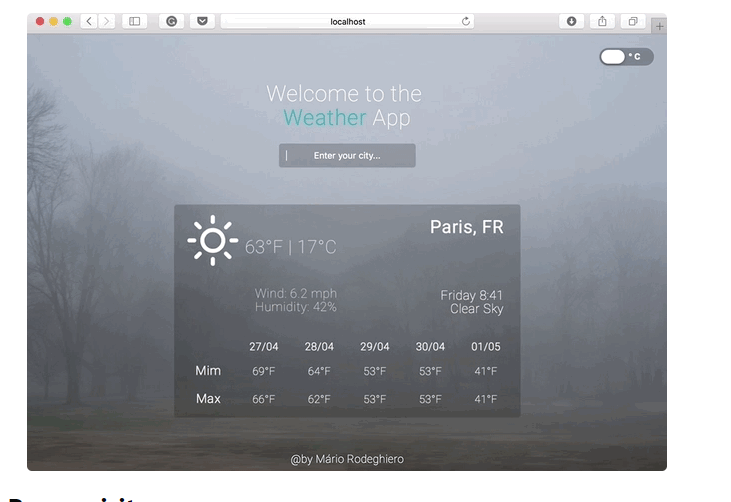 localhost
° C
Welcome to the
Weather App
Enter your city...
Paris, FR
63°F | 17°C
Wind: 6.2 mph
Humidity: 42%
Friday 8:41
Clear Sky
27/04 28/04 29/04 30/04 01/05
Mim 69°F 64°F 53°F 53°F 41°F
Max 66°F 62°F 53°F 53°F 41°F
@by Mário Rodeghiero